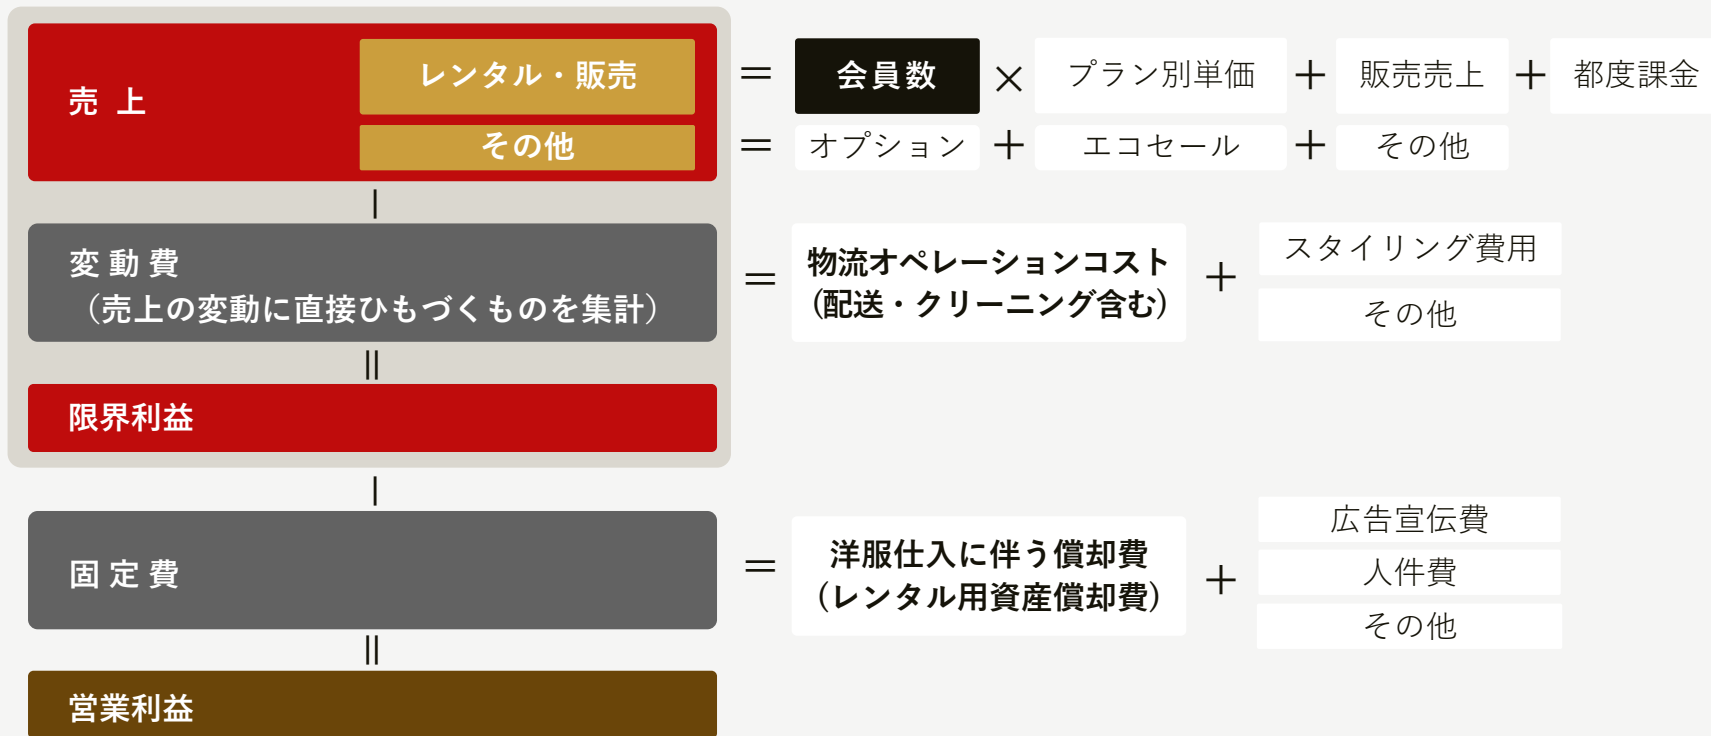 売上 レンタル・販売 = 会員数 × プラン別単価 + 販売売上 + 都度課金
その他 = オプション + エコセール + その他
|
変動費
（売上の変動に直接ひもづくものを集計）
= 物流オペレーションコスト
（配送・クリーニング含む）
+ スタイリング費用
その他
||
限界利益
|
固定費
= 洋服仕入に伴う償却費
（レンタル用資産償却費）
+ 広告宣伝費
人件費
その他
||
営業利益